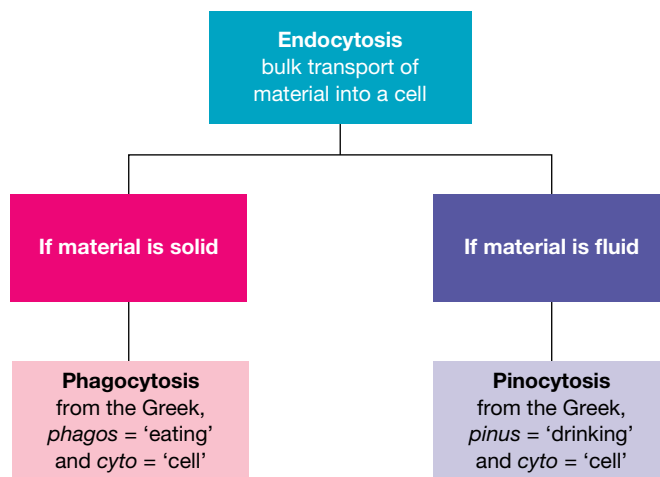 Endocytosis
bulk transport of
material into a cell
If material is solid
If material is fluid
Phagocytosis
from the Greek,
phagos = ‘eating’
and cyto = ‘cell’
Pinocytosis
from the Greek,
pinus = ‘drinking’
and cyto = ‘cell’